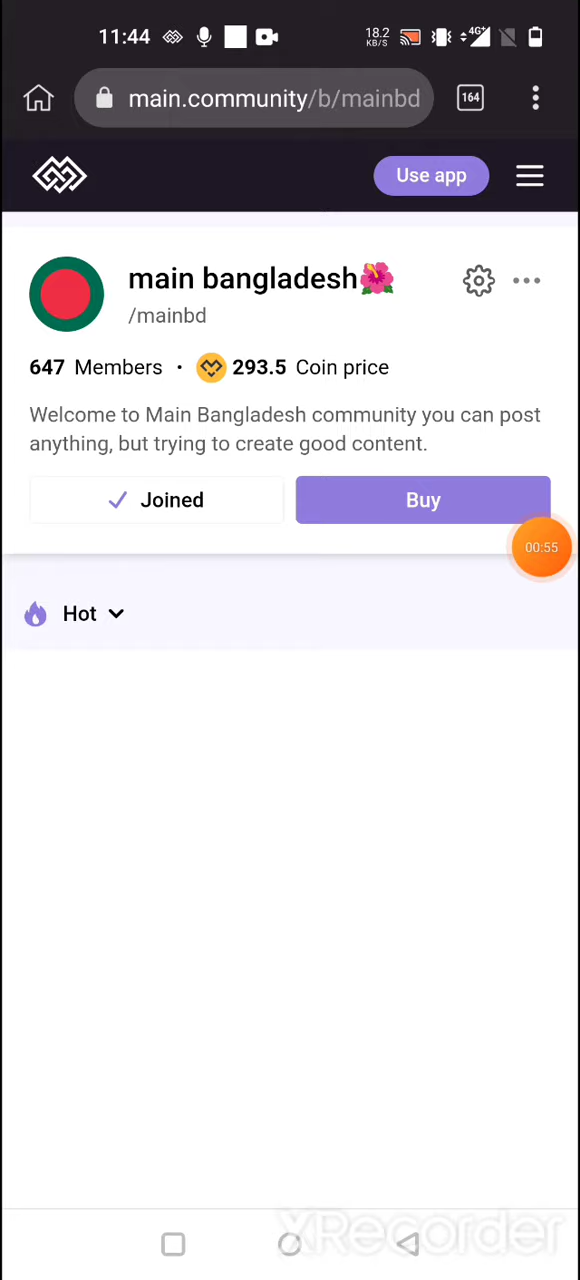 11:44 18.2 KB/S 4G+
main.community/b/mainbd 164
Use app
main bangladesh🌺
/mainbd
647 Members · 293.5 Coin price
Welcome to Main Bangladesh community you can post
anything, but trying to create good content.
Joined Buy
00:55
Hot
XRecorder